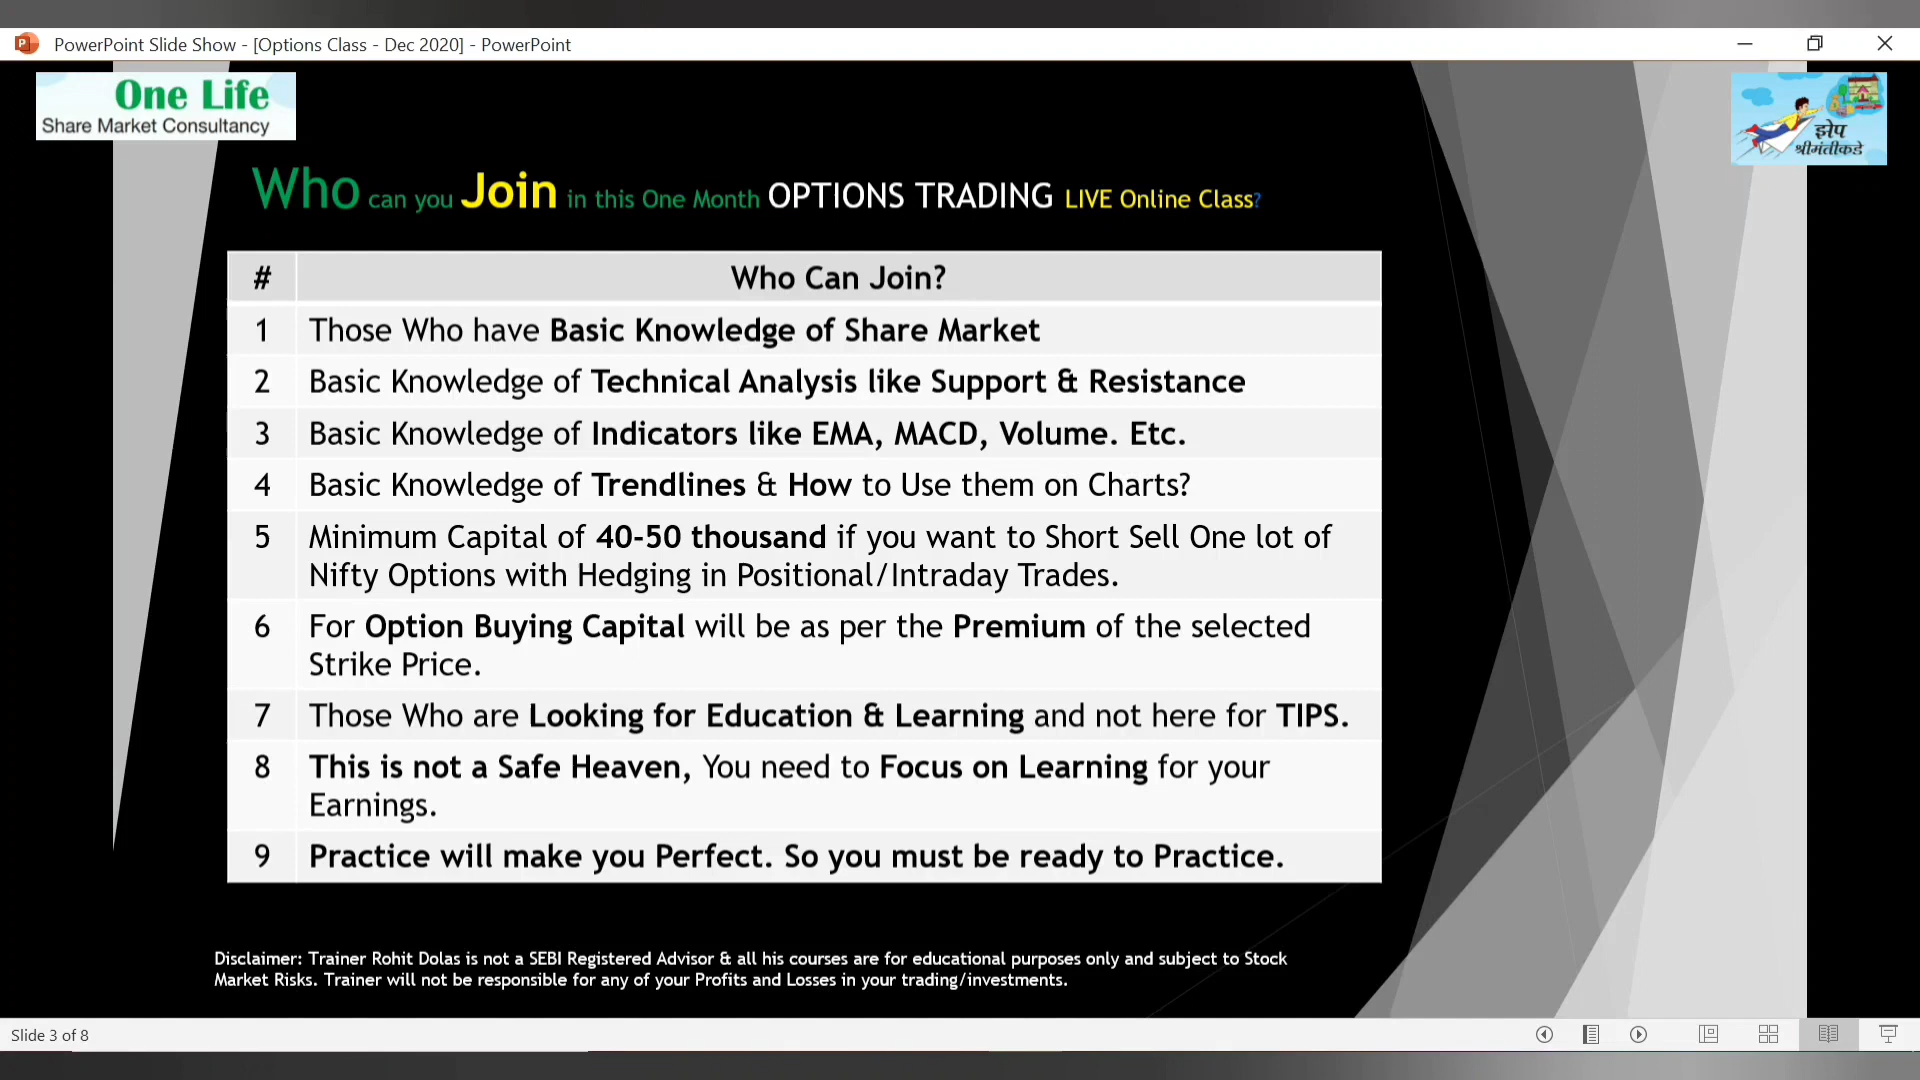 PowerPoint Slide Show - [Options Class - Dec 2020] - PowerPoint
One Life
Share Market Consultancy
झेप
श्रीमंतीकडे
Who can you Join in this One Month OPTIONS TRADING LIVE Online Class?
# Who Can Join?
1 Those Who have Basic Knowledge of Share Market
2 Basic Knowledge of Technical Analysis like Support & Resistance
3 Basic Knowledge of Indicators like EMA, MACD, Volume. Etc.
4 Basic Knowledge of Trendlines & How to Use them on Charts?
5 Minimum Capital of 40-50 thousand if you want to Short Sell One lot of
Nifty Options with Hedging in Positional/Intraday Trades.
6 For Option Buying Capital will be as per the Premium of the selected
Strike Price.
7 Those Who are Looking for Education & Learning and not here for TIPS.
8 This is not a Safe Heaven, You need to Focus on Learning for your
Earnings.
9 Practice will make you Perfect. So you must be ready to Practice.
Disclaimer: Trainer Rohit Dolas is not a SEBI Registered Advisor & all his courses are for educational purposes only and subject to Stock
Market Risks. Trainer will not be responsible for any of your Profits and Losses in your trading/investments.
Slide 3 of 8